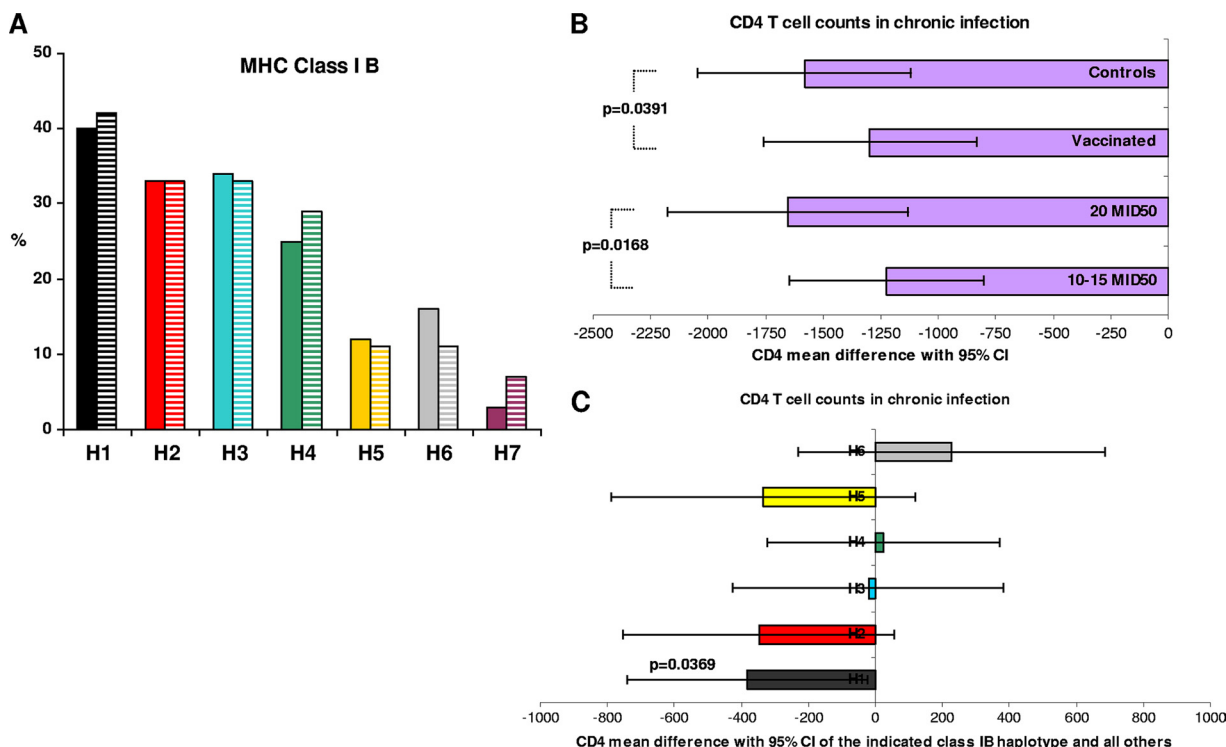 A
MHC Class I B
50
40
30
%
20
10
0
H1 H2 H3 H4 H5 H6 H7
B
CD4 T cell counts in chronic infection
Controls
p=0.0391
Vaccinated
20 MID50
p=0.0168
10-15 MID50
-2500 -2250 -2000 -1750 -1500 -1250 -1000 -750 -500 -250 0
CD4 mean difference with 95% CI
C
CD4 T cell counts in chronic infection
H6
H5
H4
H3
H2
p=0.0369
H1
-1000 -800 -600 -400 -200 0 200 400 600 800 1000
CD4 mean difference with 95% CI of the indicated class IB haplotype and all others